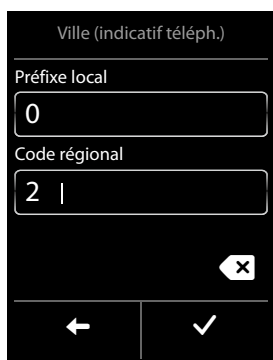 Ville (indicatif téléph.)
Préfixe local
0
Code régional
2